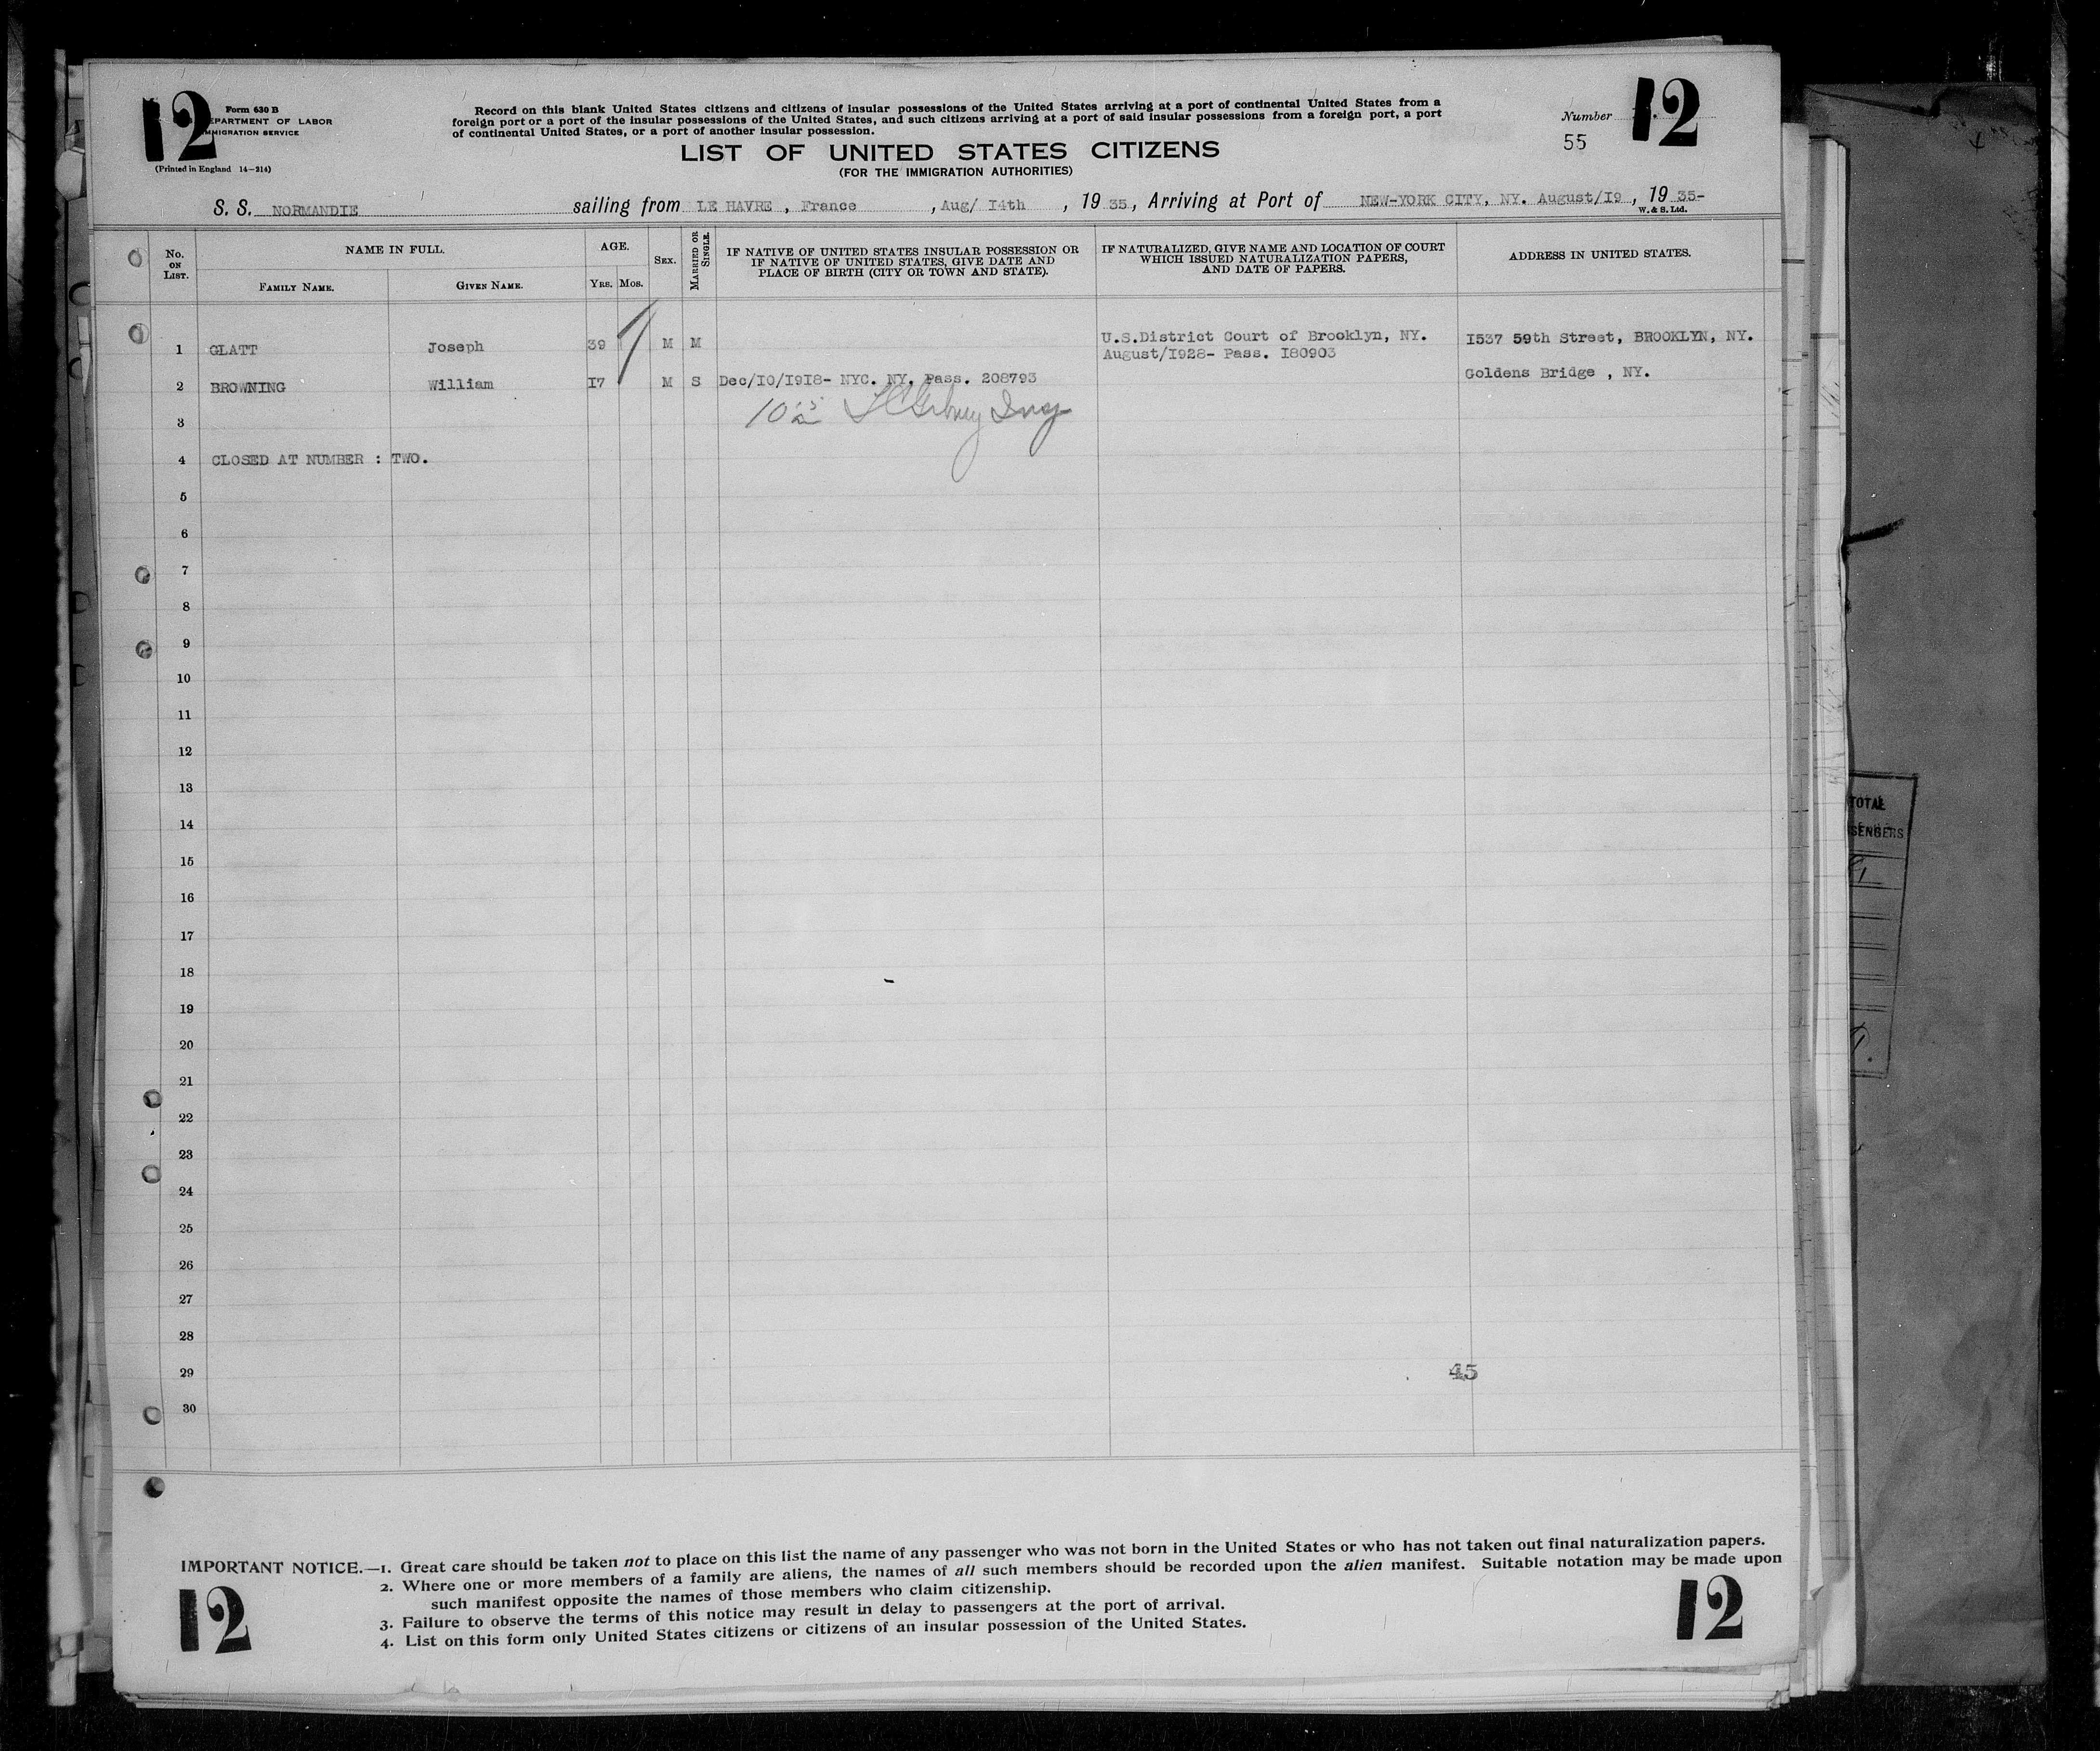 12
Form 630 B
EPARTMENT OF LABOR
MMIGRATION SERVICE
(Printed in England 14—214)
Record on this blank United States citizens and citizens of insular possessions of the United States arriving at a port of continental United States from a
foreign port or a port of the insular possessions of the United States, and such citizens arriving at a port of said insular possessions from a foreign port, a port
of continental United States, or a port of another insular possession.
LIST OF UNITED STATES CITIZENS
(FOR THE IMMIGRATION AUTHORITIES)
Number 12
55
S. S. NORMANDIE sailing from LE HAVRE , France , Aug/ I4th , 19 35, Arriving at Port of NEW-YORK CITY, NY. August/I9 , 19 35-
W. & S. Ltd.
No. ON LIST.
NAME IN FULL.
FAMILY NAME.
GIVEN NAME.
AGE.
YRS. MOS.
SEX.
MARRIED OR SINGLE.
IF NATIVE OF UNITED STATES INSULAR POSSESSION OR
IF NATIVE OF UNITED STATES, GIVE DATE AND
PLACE OF BIRTH (CITY OR TOWN AND STATE).
IF NATURALIZED, GIVE NAME AND LOCATION OF COURT
WHICH ISSUED NATURALIZATION PAPERS,
AND DATE OF PAPERS.
ADDRESS IN UNITED STATES.
1 GLATT Joseph 39 M M U.S.District Court of Brooklyn, NY. I537 59th Street, BROOKLYN, NY.
August/I928- Pass. I80903
2 BROWNING William I7 M S Dec/I0/I9I8- NYC. NY. Pass. 208793 Goldens Bridge , NY.
3
4 CLOSED AT NUMBER : TWO.
5
6
7
8
9
10
11
12
13
14
15
16
17
18
19
20
21
22
23
24
25
26
27
28
29 45
30
IMPORTANT NOTICE.—1. Great care should be taken not to place on this list the name of any passenger who was not born in the United States or who has not taken out final naturalization papers.
2. Where one or more members of a family are aliens, the names of all such members should be recorded upon the alien manifest. Suitable notation may be made upon
such manifest opposite the names of those members who claim citizenship.
3. Failure to observe the terms of this notice may result in delay to passengers at the port of arrival.
4. List on this form only United States citizens or citizens of an insular possession of the United States.
12
12
TOTAL
SENGERS